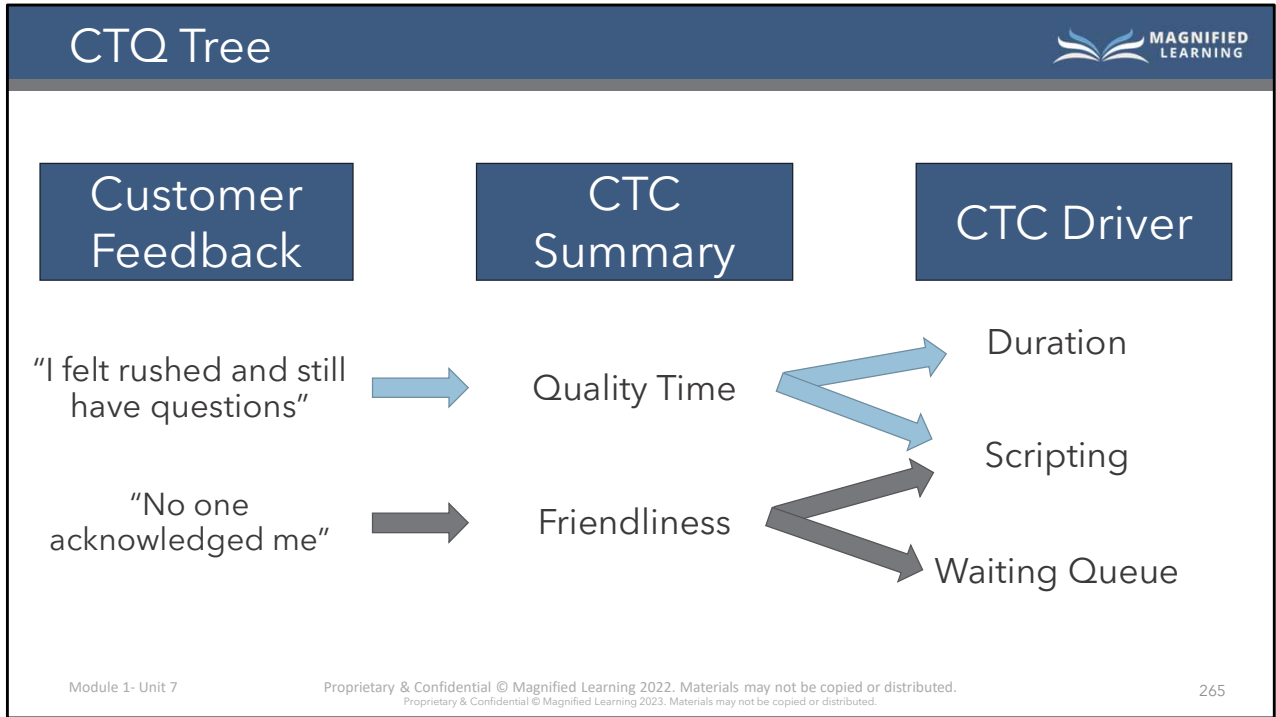 CTQ Tree
MAGNIFIED
LEARNING
Customer
Feedback
CTC
Summary
CTC Driver
“I felt rushed and still
have questions”
Quality Time
Duration
Scripting
“No one
acknowledged me”
Friendliness
Waiting Queue
Module 1- Unit 7
Proprietary & Confidential © Magnified Learning 2022. Materials may not be copied or distributed.
Proprietary & Confidential © Magnified Learning 2023. Materials may not be copied or distributed.
265